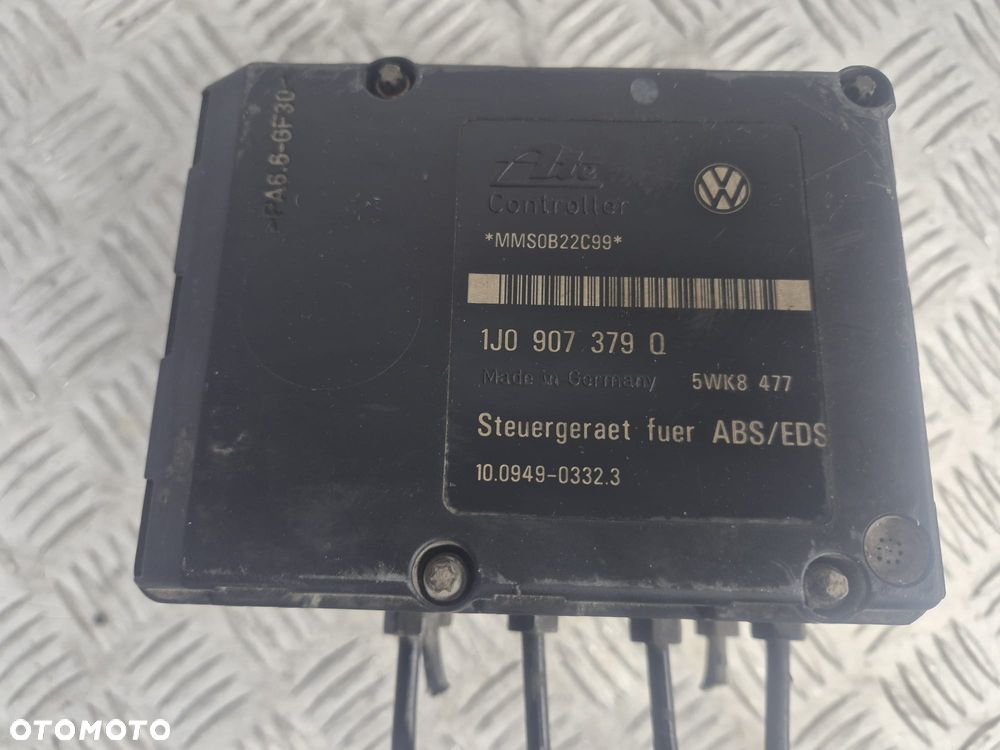 >PA6.6-GF30<
Ate
Controller
*MMS0B22C99*
1J0 907 379 Q
Made in Germany 5WK8 477
Steuergeraet fuer ABS/EDS
10.0949-0332.3
OTOMOTO